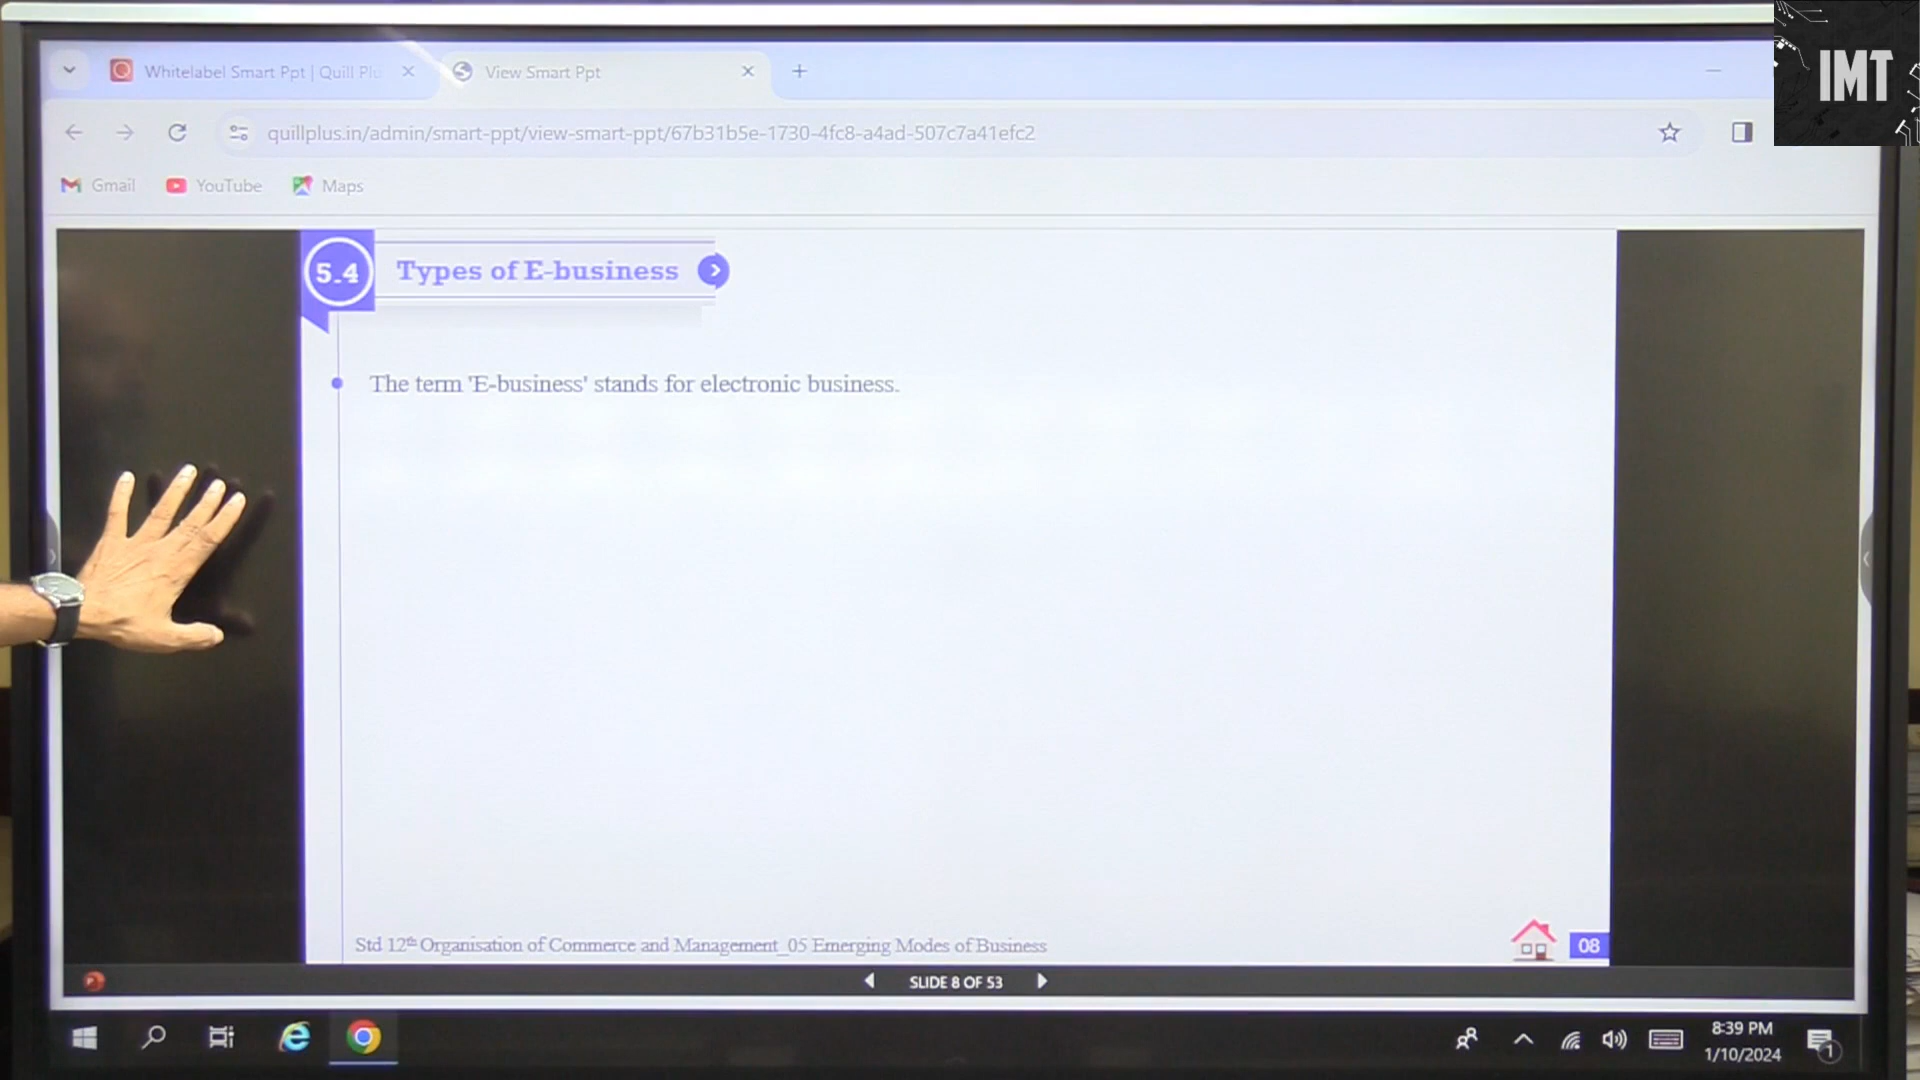 Whitelabel Smart Ppt | Quill Plu
View Smart Ppt
IMT
quillplus.in/admin/smart-ppt/view-smart-ppt/67b31b5e-1730-4fc8-a4ad-507c7a41efc2
Gmail
YouTube
Maps
5.4
Types of E-business
The term 'E-business' stands for electronic business.
Std 12th Organisation of Commerce and Management_05 Emerging Modes of Business
08
SLIDE 8 OF 53
8:39 PM
1/10/2024
1